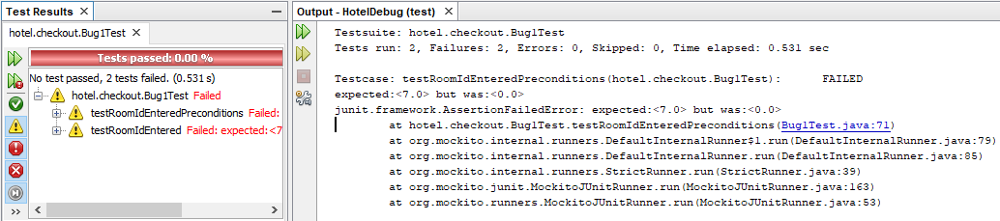 Test Results
hotel.checkout.Bug1Test
Tests passed: 0.00 %
No test passed, 2 tests failed. (0.531 s)
hotel.checkout.Bug1Test Failed
testRoomIdEnteredPreconditions Failed:
testRoomIdEntered Failed: expected:<7
Output - HotelDebug (test)
Testsuite: hotel.checkout.Bug1Test
Tests run: 2, Failures: 2, Errors: 0, Skipped: 0, Time elapsed: 0.531 sec
Testcase: testRoomIdEnteredPreconditions(hotel.checkout.Bug1Test): FAILED
expected:<7.0> but was:<0.0>
junit.framework.AssertionFailedError: expected:<7.0> but was:<0.0>
at hotel.checkout.Bug1Test.testRoomIdEnteredPreconditions(Bug1Test.java:71)
at org.mockito.internal.runners.DefaultInternalRunner$1.run(DefaultInternalRunner.java:79)
at org.mockito.internal.runners.DefaultInternalRunner.run(DefaultInternalRunner.java:85)
at org.mockito.internal.runners.StrictRunner.run(StrictRunner.java:39)
at org.mockito.junit.MockitoJUnitRunner.run(MockitoJUnitRunner.java:163)
at org.mockito.runners.MockitoJUnitRunner.run(MockitoJUnitRunner.java:53)